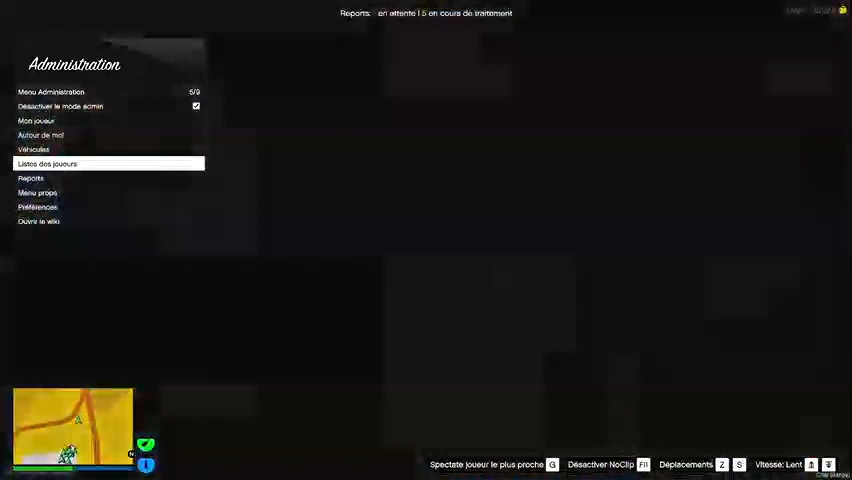 Reports: en attente | 5 en cours de traitement
Administration
Menu Administration 5/9
Désactiver le mode admin
Mon joueur
Autour de moi
Véhicules
Listes des joueurs
Reports
Menu props
Préférences
Ouvrir le wiki
N
Spectate joueur le plus proche G Désactiver NoClip F11 Déplacements Z S Vitesse: Lent